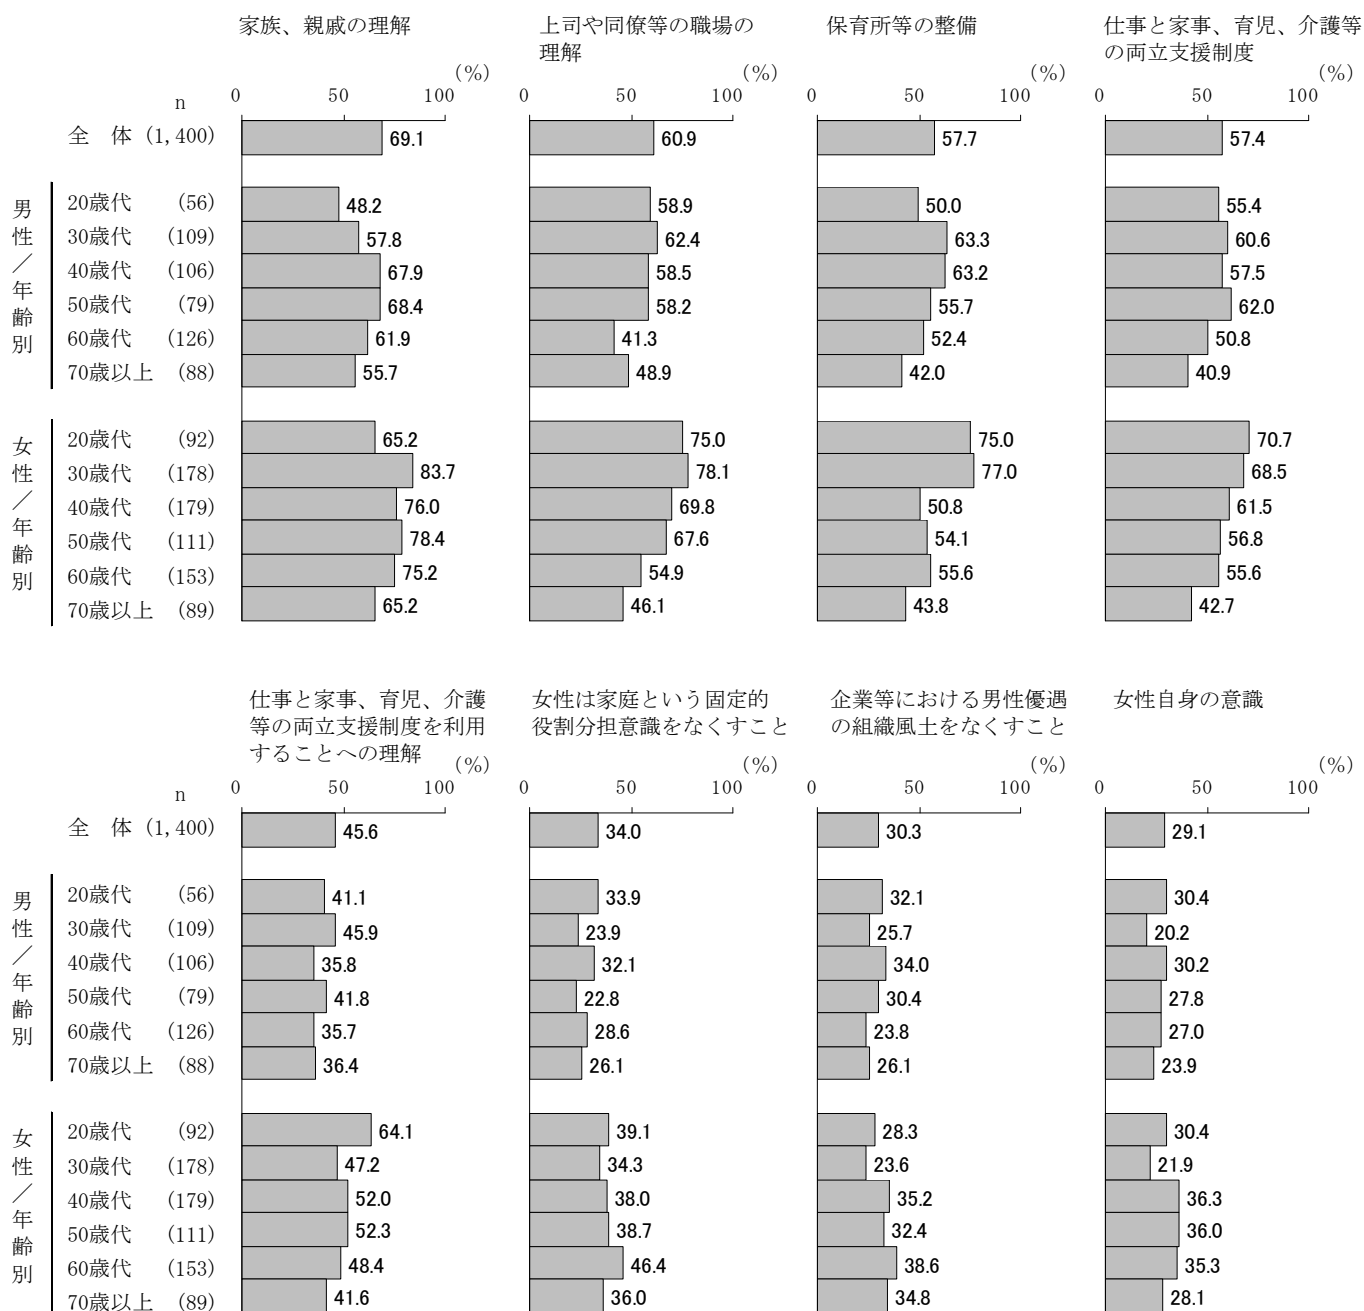 家族、親戚の理解
上司や同僚等の職場の
理解
保育所等の整備
仕事と家事、育児、介護等
の両立支援制度
(%) (%) (%) (%)
n 0 50 100 0 50 100 0 50 100 0 50 100
全 体 (1,400) 69.1 60.9 57.7 57.4
男性／年齢別
20歳代 (56) 48.2 58.9 50.0 55.4
30歳代 (109) 57.8 62.4 63.3 60.6
40歳代 (106) 67.9 58.5 63.2 57.5
50歳代 (79) 68.4 58.2 55.7 62.0
60歳代 (126) 61.9 41.3 52.4 50.8
70歳以上 (88) 55.7 48.9 42.0 40.9
女性／年齢別
20歳代 (92) 65.2 75.0 75.0 70.7
30歳代 (178) 83.7 78.1 77.0 68.5
40歳代 (179) 76.0 69.8 50.8 61.5
50歳代 (111) 78.4 67.6 54.1 56.8
60歳代 (153) 75.2 54.9 55.6 55.6
70歳以上 (89) 65.2 46.1 43.8 42.7
仕事と家事、育児、介護
等の両立支援制度を利用
することへの理解
女性は家庭という固定的
役割分担意識をなくすこと
企業等における男性優遇
の組織風土をなくすこと
女性自身の意識
(%) (%) (%) (%)
n 0 50 100 0 50 100 0 50 100 0 50 100
全 体 (1,400) 45.6 34.0 30.3 29.1
男性／年齢別
20歳代 (56) 41.1 33.9 32.1 30.4
30歳代 (109) 45.9 23.9 25.7 20.2
40歳代 (106) 35.8 32.1 34.0 30.2
50歳代 (79) 41.8 22.8 30.4 27.8
60歳代 (126) 35.7 28.6 23.8 27.0
70歳以上 (88) 36.4 26.1 26.1 23.9
女性／年齢別
20歳代 (92) 64.1 39.1 28.3 30.4
30歳代 (178) 47.2 34.3 23.6 21.9
40歳代 (179) 52.0 38.0 35.2 36.3
50歳代 (111) 52.3 38.7 32.4 36.0
60歳代 (153) 48.4 46.4 38.6 35.3
70歳以上 (89) 41.6 36.0 34.8 28.1